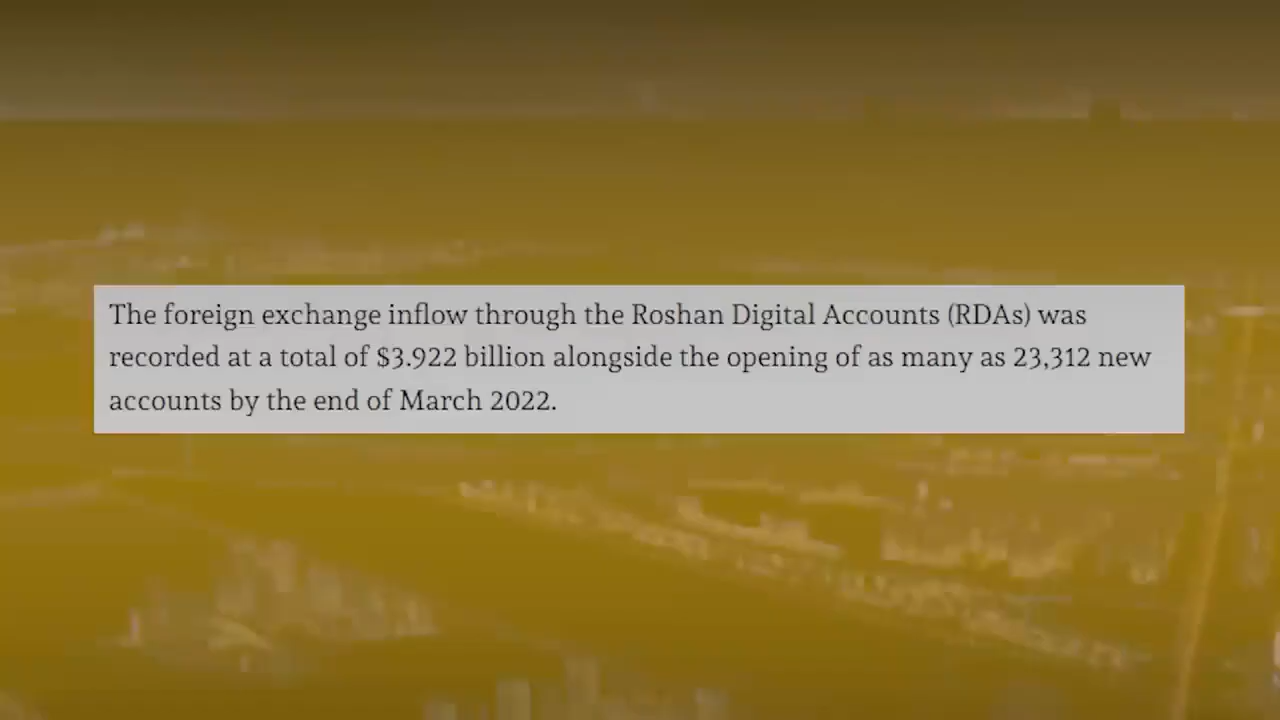 The foreign exchange inflow through the Roshan Digital Accounts (RDAs) was
recorded at a total of $3.922 billion alongside the opening of as many as 23,312 new
accounts by the end of March 2022.